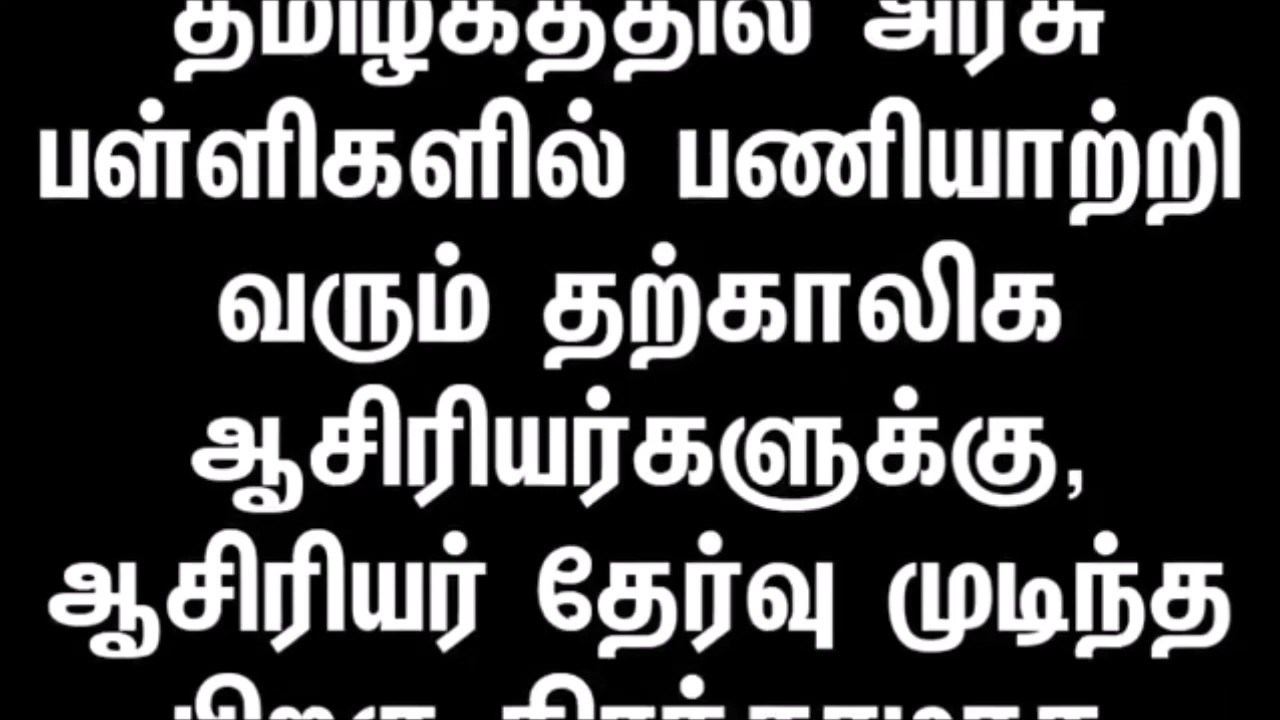 தமிழகத்தில் அரசு
பள்ளிகளில் பணியாற்றி
வரும் தற்காலிக
ஆசிரியர்களுக்கு,
ஆசிரியர் தேர்வு முடிந்த